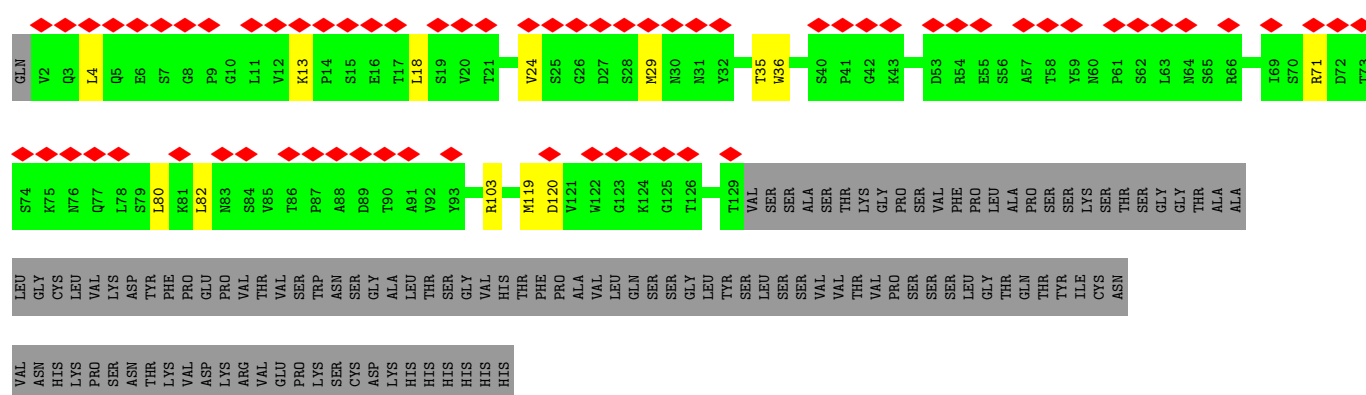 GLN V2 Q3 L4 Q5 E6 S7 G8 P9 G10 L11 V12 K13 P14 S15 E16 T17 L18 S19 V20 T21 V24 S25 G26 D27 S28 M29 N30 N31 Y32 T35 W36 S40 P41 G42 K43 D53 R54 E55 S56 A57 T58 Y59 N60 P61 S62 L63 N64 S65 R66 I69 S70 R71 D72 T73
S74 K75 N76 Q77 L78 S79 L80 K81 L82 N83 S84 V85 T86 P87 A88 D89 T90 A91 V92 Y93 R103 M119 D120 V121 W122 G123 K124 G125 T126 T129 VAL SER SER ALA SER THR LYS GLY PRO SER VAL PHE PRO LEU ALA PRO SER SER LYS SER THR SER GLY GLY THR ALA ALA
LEU GLY CYS LEU VAL LYS ASP TYR PHE PRO GLU PRO VAL THR VAL SER TRP ASN SER GLY ALA LEU THR SER GLY VAL HIS THR PHE PRO ALA VAL LEU GLN SER SER GLY LEU TYR SER LEU SER SER VAL VAL THR VAL PRO SER SER SER LEU GLY THR GLN THR TYR ILE CYS ASN
VAL ASN HIS LYS PRO SER ASN THR LYS VAL ASP LYS ARG VAL GLU PRO LYS SER CYS ASP LYS HIS HIS HIS HIS HIS HIS